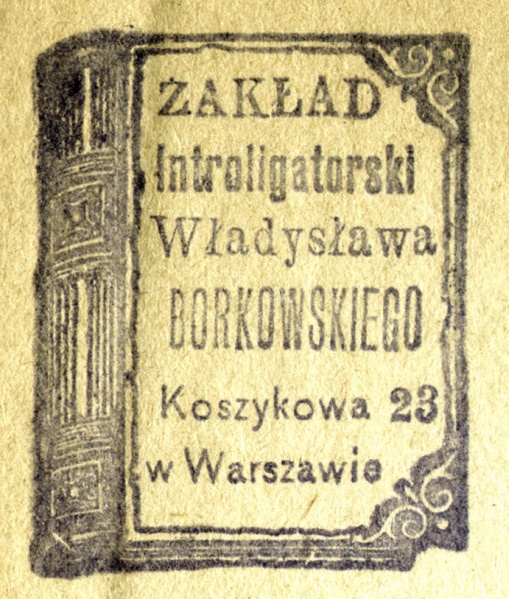 ZAKŁAD
Introligatorski
Władysława
BORKOWSKIEGO
Koszykowa 23
w Warszawie